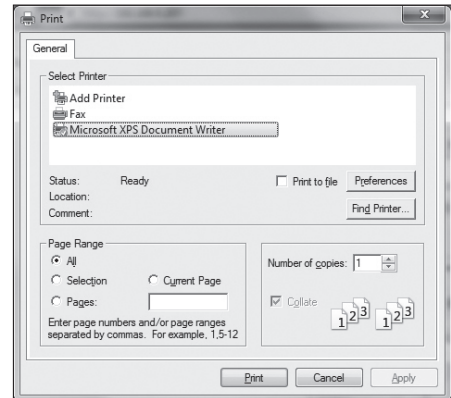 Print
General
Select Printer
Add Printer
Fax
Microsoft XPS Document Writer
Status: Ready
Location:
Comment:
Print to file
Preferences
Find Printer...
Page Range
All
Selection
Current Page
Pages:
Enter page numbers and/or page ranges
separated by commas. For example, 1,5-12
Number of copies: 1
Collate
1 2 3 1 2 3
Print Cancel Apply